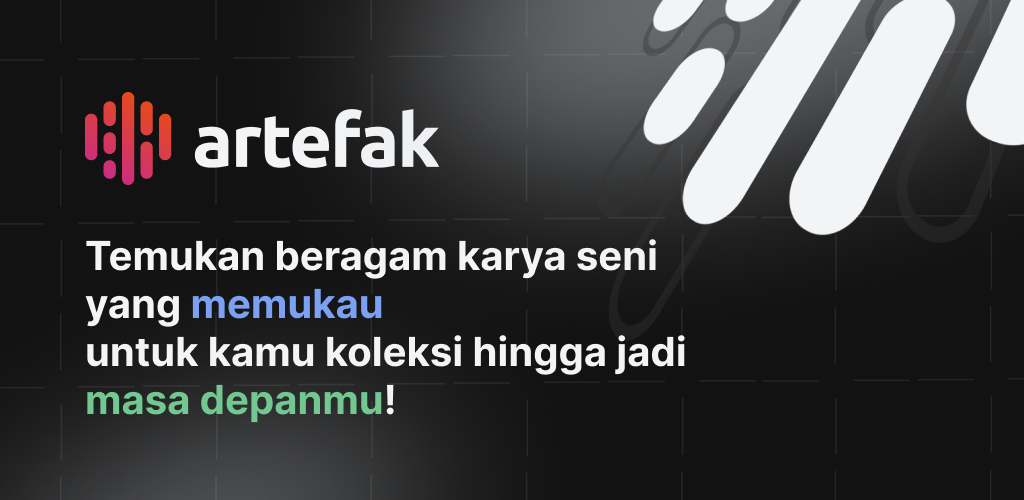 artefak
Temukan beragam karya seni
yang memukau
untuk kamu koleksi hingga jadi
masa depanmu!